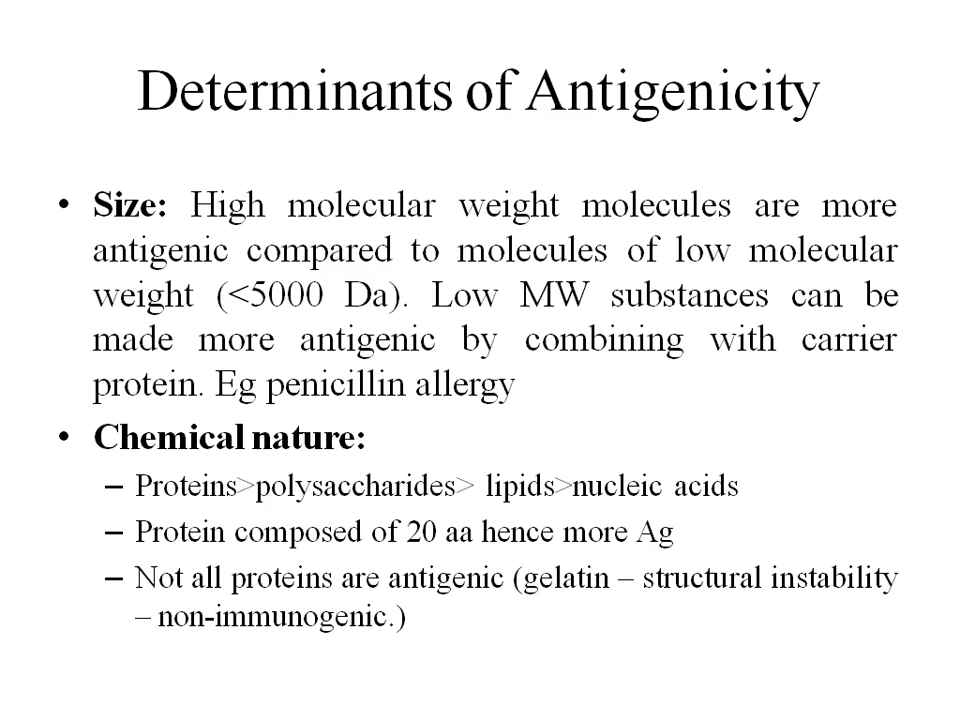 Determinants of Antigenicity
• Size: High molecular weight molecules are more
antigenic compared to molecules of low molecular
weight (<5000 Da). Low MW substances can be
made more antigenic by combining with carrier
protein. Eg penicillin allergy
• Chemical nature:
– Proteins>polysaccharides> lipids>nucleic acids
– Protein composed of 20 aa hence more Ag
– Not all proteins are antigenic (gelatin – structural instability
– non-immunogenic.)